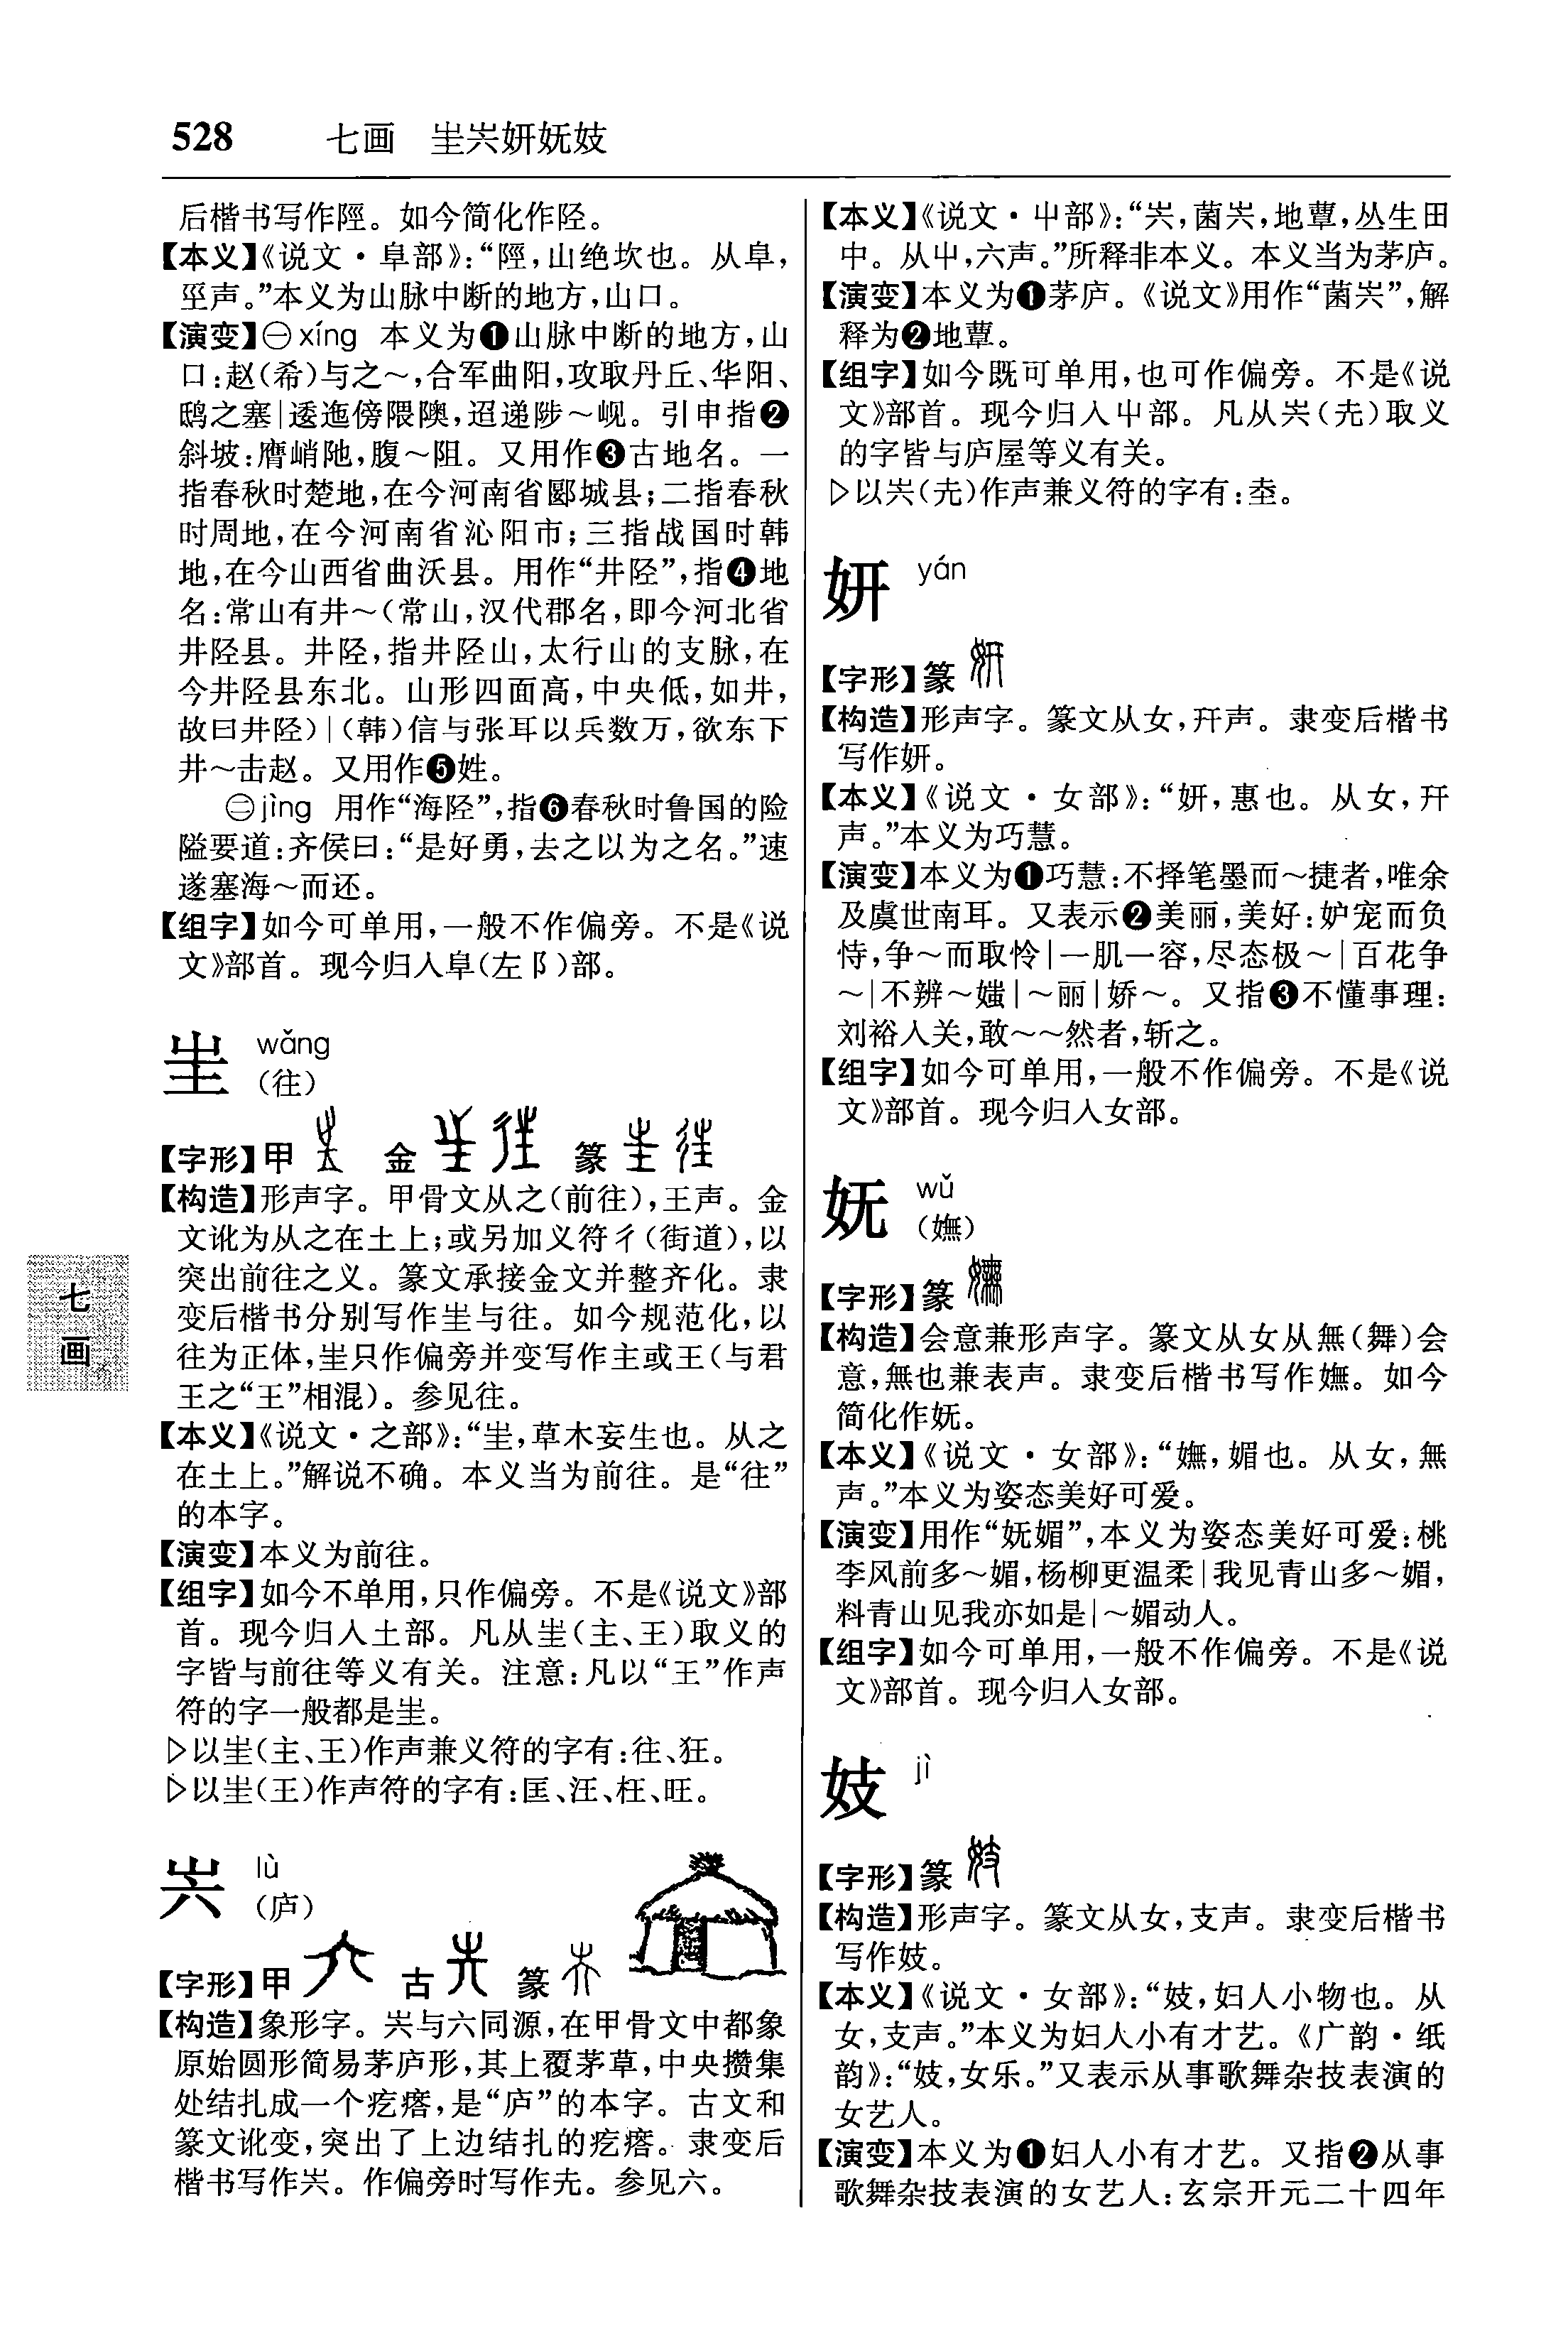 528 七画 㞷𡴆妍妩妓
后楷书写作陘。如今简化作陉。
【本义】《说文·阜部》：“陘，山绝坎也。从阜，
巠声。”本义为山脉中断的地方，山口。
【演变】㊀xíng 本义为❶山脉中断的地方，山
口：赵(希)与之～，合军曲阳，攻取丹丘、华阳、
鸱之塞|逶迤傍隈隩，迢递陟～岘。引申指❷
斜坡：膺峭阤，腹～阻。又用作❸古地名。一
指春秋时楚地，在今河南省郾城县；二指春秋
时周地，在今河南省沁阳市；三指战国时韩
地，在今山西省曲沃县。用作“井陉”，指❹地
名：常山有井～(常山，汉代郡名，即今河北省
井陉县。井陉，指井陉山，太行山的支脉，在
今井陉县东北。山形四面高，中央低，如井，
故曰井陉)|(韩)信与张耳以兵数万，欲东下
井～击赵。又用作❺姓。
㊁jìng 用作“海陉”，指❻春秋时鲁国的险
隘要道：齐侯曰：“是好勇，去之以为之名。”速
遂塞海～而还。
【组字】如今可单用，一般不作偏旁。不是《说
文》部首。现今归入阜(左阝)部。
㞷 wǎng
(往)
【字形】甲 金 篆
【构造】形声字。甲骨文从之(前往)，王声。金
文讹为从之在土上；或另加义符彳(街道)，以
突出前往之义。篆文承接金文并整齐化。隶
变后楷书分别写作㞷与往。如今规范化，以
往为正体，㞷只作偏旁并变写作主或王(与君
王之“王”相混)。参见往。
【本义】《说文·之部》：“㞷，草木妄生也。从之
在土上。”解说不确。本义当为前往。是“往”
的本字。
【演变】本义为前往。
【组字】如今不单用，只作偏旁。不是《说文》部
首。现今归入土部。凡从㞷(主、王)取义的
字皆与前往等义有关。注意：凡以“王”作声
符的字一般都是㞷。
▷以㞷(主、王)作声兼义符的字有：往、狂。
▷以㞷(王)作声符的字有：匡、汪、枉、旺。
𡴆 lù
(庐)
【字形】甲 古 篆
【构造】象形字。𡴆与六同源，在甲骨文中都象
原始圆形简易茅庐形，其上覆茅草，中央攒集
处结扎成一个疙瘩，是“庐”的本字。古文和
篆文讹变，突出了上边结扎的疙瘩。隶变后
楷书写作𡴆。作偏旁时写作圥。参见六。
【本义】《说文·屮部》：“𡴆，菌𡴆，地蕈，丛生田
中。从屮，六声。”所释非本义。本义当为茅庐。
【演变】本义为❶茅庐。《说文》用作“菌𡴆”，解
释为❷地蕈。
【组字】如今既可单用，也可作偏旁。不是《说
文》部首。现今归入屮部。凡从𡴆(圥)取义
的字皆与庐屋等义有关。
▷以𡴆(圥)作声兼义符的字有：坴。
妍 yán
【字形】篆
【构造】形声字。篆文从女，幵声。隶变后楷书
写作妍。
【本义】《说文·女部》：“妍，惠也。从女，幵
声。”本义为巧慧。
【演变】本义为❶巧慧：不择笔墨而～捷者，唯余
及虞世南耳。又表示❷美丽，美好：妒宠而负
恃，争～而取怜|一肌一容，尽态极～|百花争
～|不辨～媸|～丽|娇～。又指❸不懂事理：
刘裕入关，敢～～然者，斩之。
【组字】如今可单用，一般不作偏旁。不是《说
文》部首。现今归入女部。
妩 wǔ
(嫵)
【字形】篆
【构造】会意兼形声字。篆文从女从無(舞)会
意，無也兼表声。隶变后楷书写作嫵。如今
简化作妩。
【本义】《说文·女部》：“嫵，媚也。从女，無
声。”本义为姿态美好可爱。
【演变】用作“妩媚”，本义为姿态美好可爱：桃
李风前多～媚，杨柳更温柔|我见青山多～媚，
料青山见我亦如是|～媚动人。
【组字】如今可单用，一般不作偏旁。不是《说
文》部首。现今归入女部。
妓 jì
【字形】篆
【构造】形声字。篆文从女，支声。隶变后楷书
写作妓。
【本义】《说文·女部》：“妓，妇人小物也。从
女，支声。”本义为妇人小有才艺。《广韵·纸
韵》：“妓，女乐。”又表示从事歌舞杂技表演的
女艺人。
【演变】本义为❶妇人小有才艺。又指❷从事
歌舞杂技表演的女艺人：玄宗开元二十四年
七
画